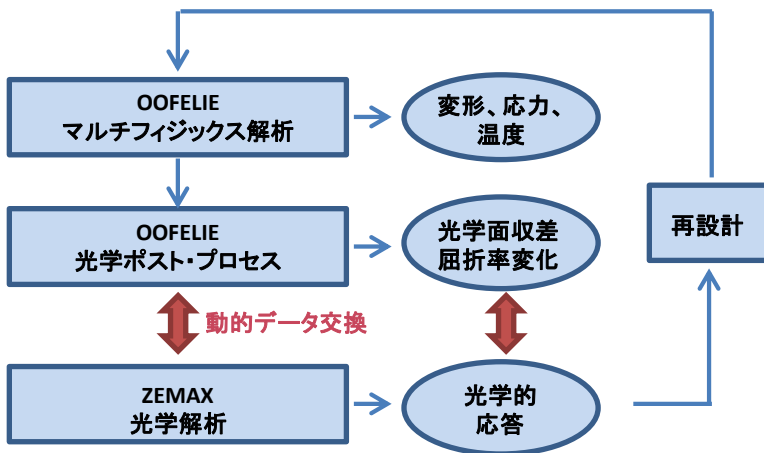 OOFELIE
マルチフィジックス解析
変形、応力、
温度
OOFELIE
光学ポスト・プロセス
光学面収差
屈折率変化
再設計
動的データ交換
ZEMAX
光学解析
光学的
応答